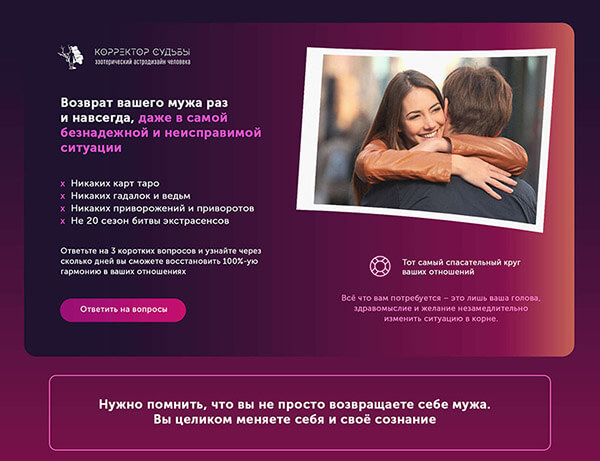 КОРРЕКТОР СУДЬБЫ
эзотерический астродизайн человека
Возврат вашего мужа раз
и навсегда, даже в самой
безнадежной и неисправимой
ситуации
x Никаких карт таро
x Никаких гадалок и ведьм
x Никаких приворожений и приворотов
x Не 20 сезон битвы экстрасенсов
Ответьте на 3 коротких вопросов и узнайте через
сколько дней вы сможете восстановить 100%-ую
гармонию в ваших отношениях
Ответить на вопросы
Тот самый спасательный круг
ваших отношений
Всё что вам потребуется – это лишь ваша голова,
здравомыслие и желание незамедлительно
изменить ситуацию в корне.
Нужно помнить, что вы не просто возвращаете себе мужа.
Вы целиком меняете себя и своё сознание